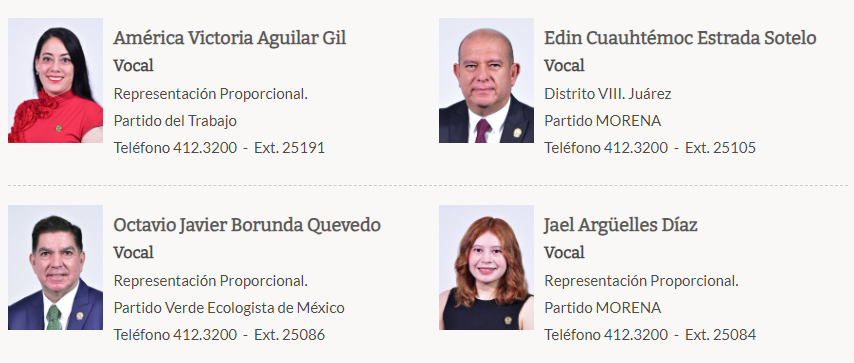 América Victoria Aguilar Gil
Vocal
Representación Proporcional.
Partido del Trabajo
Teléfono 412.3200 - Ext. 25191
Edin Cuauhtémoc Estrada Sotelo
Vocal
Distrito VIII. Juárez
Partido MORENA
Teléfono 412.3200 - Ext. 25105
Octavio Javier Borunda Quevedo
Vocal
Representación Proporcional.
Partido Verde Ecologista de México
Teléfono 412.3200 - Ext. 25086
Jael Argüelles Díaz
Vocal
Representación Proporcional.
Partido MORENA
Teléfono 412.3200 - Ext. 25084